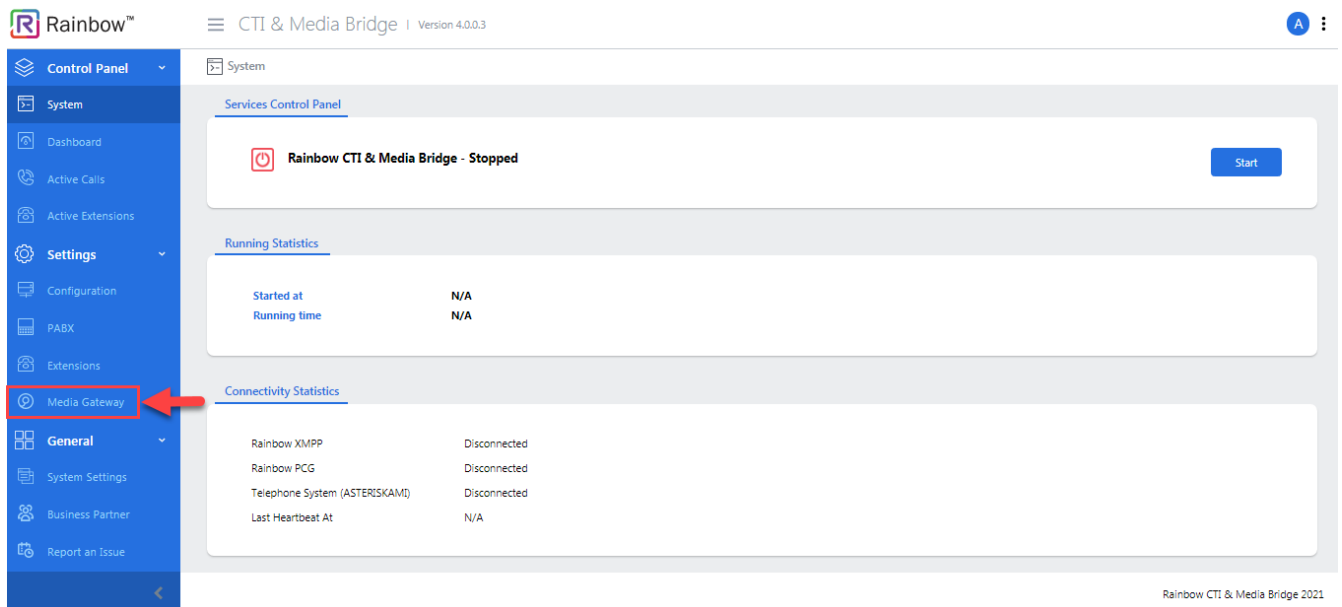 Rainbow™
CTI & Media Bridge | Version 4.0.0.3
A
Control Panel
System
Dashboard
Active Calls
Active Extensions
Settings
Configuration
PABX
Extensions
Media Gateway
General
System Settings
Business Partner
Report an Issue
System
Services Control Panel
Rainbow CTI & Media Bridge - Stopped
Start
Running Statistics
Started at N/A
Running time N/A
Connectivity Statistics
Rainbow XMPP Disconnected
Rainbow PCG Disconnected
Telephone System (ASTERISKAMI) Disconnected
Last Heartbeat At N/A
Rainbow CTI & Media Bridge 2021